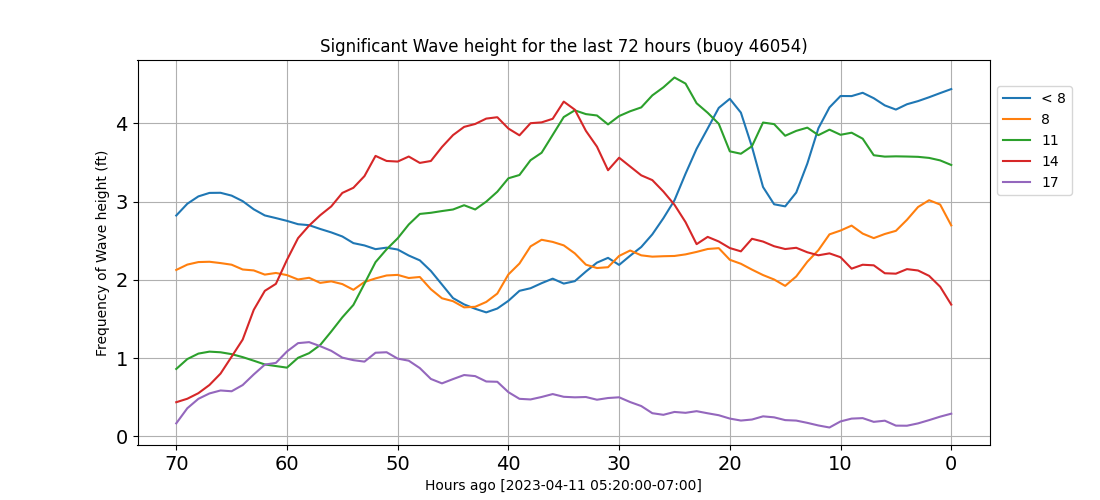 Significant Wave height for the last 72 hours (buoy 46054)
Frequency of Wave height (ft)
4
3
2
1
0
70 60 50 40 30 20 10 0
Hours ago [2023-04-11 05:20:00-07:00]
< 8
8
11
14
17